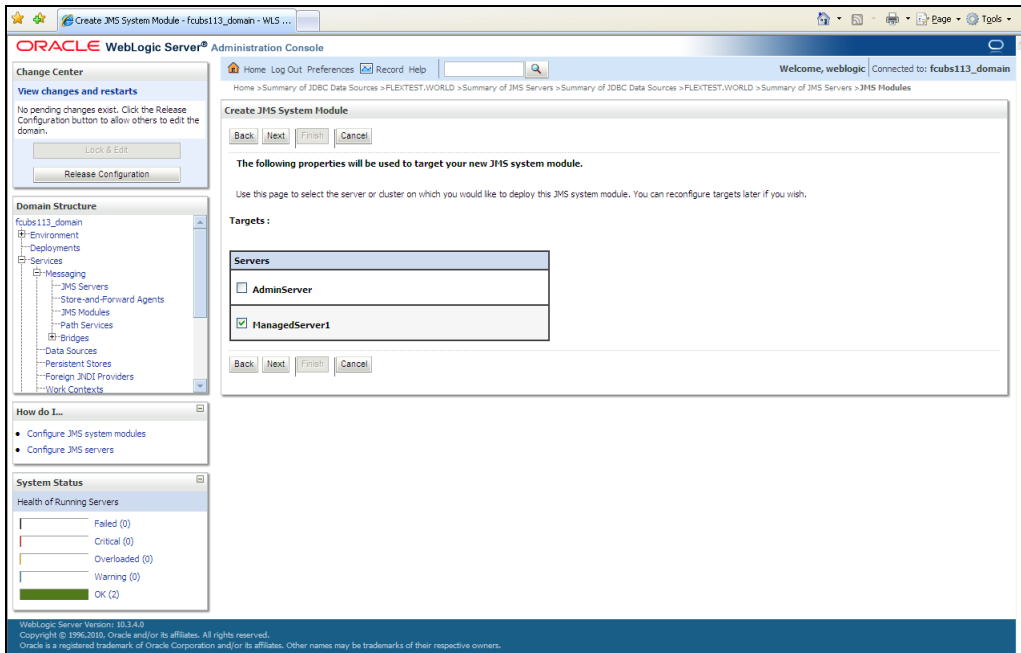 Create JMS System Module - fcubs113_domain - WLS ...
Page
Tools
ORACLE WebLogic Server® Administration Console
Change Center
View changes and restarts
No pending changes exist. Click the Release
Configuration button to allow others to edit the
domain.
Lock & Edit
Release Configuration
Domain Structure
fcubs113_domain
Environment
Deployments
Services
Messaging
JMS Servers
Store-and-Forward Agents
JMS Modules
Path Services
Bridges
Data Sources
Persistent Stores
Foreign JNDI Providers
Work Contexts
How do I...
Configure JMS system modules
Configure JMS servers
System Status
Health of Running Servers
Failed (0)
Critical (0)
Overloaded (0)
Warning (0)
OK (2)
Home Log Out Preferences Record Help
Welcome, weblogic Connected to: fcubs113_domain
Home >Summary of JDBC Data Sources >FLEXTEST.WORLD >Summary of JMS Servers >Summary of JDBC Data Sources >FLEXTEST.WORLD >Summary of JMS Servers >JMS Modules
Create JMS System Module
Back Next Finish Cancel
The following properties will be used to target your new JMS system module.
Use this page to select the server or cluster on which you would like to deploy this JMS system module. You can reconfigure targets later if you wish.
Targets :
Servers
AdminServer
ManagedServer1
Back Next Finish Cancel
WebLogic Server Version: 10.3.4.0
Copyright © 1996,2010, Oracle and/or its affiliates. All rights reserved.
Oracle is a registered trademark of Oracle Corporation and/or its affiliates. Other names may be trademarks of their respective owners.